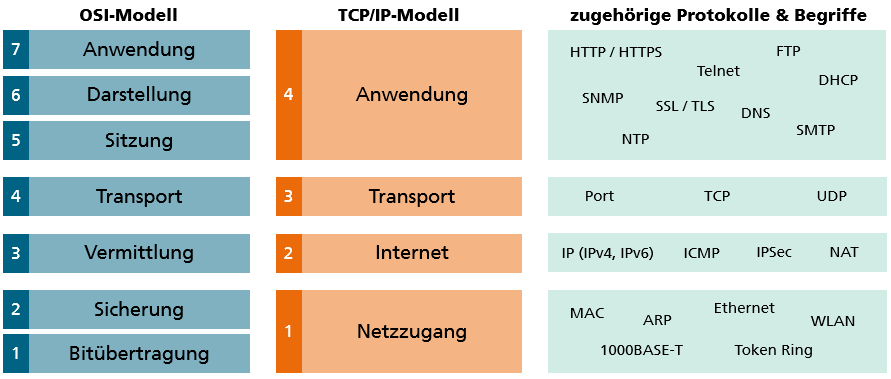 OSI-Modell TCP/IP-Modell zugehörige Protokolle & Begriffe
7 Anwendung
6 Darstellung
5 Sitzung
4 Anwendung
HTTP / HTTPS FTP
Telnet
DHCP
SNMP
SSL / TLS
DNS
SMTP
NTP
4 Transport 3 Transport Port TCP UDP
3 Vermittlung 2 Internet IP (IPv4, IPv6) ICMP IPSec NAT
2 Sicherung
1 Bitübertragung
1 Netzzugang
MAC
ARP
Ethernet
WLAN
1000BASE-T Token Ring